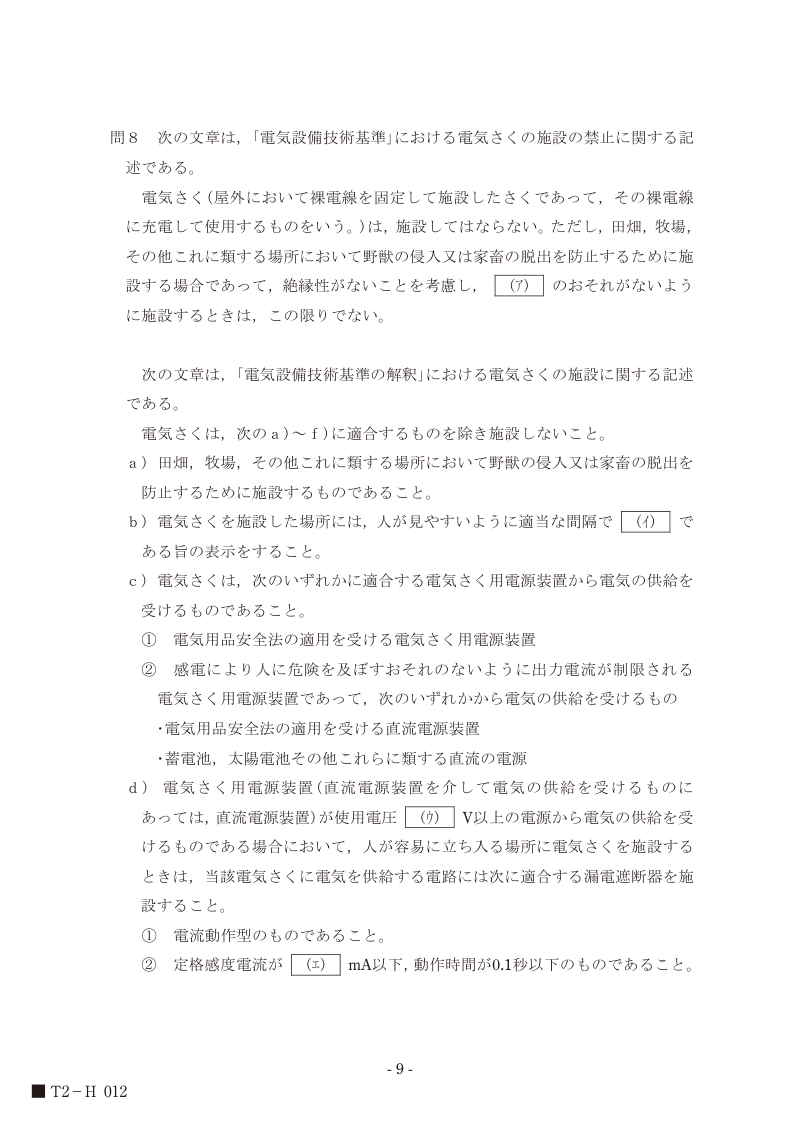 問８　次の文章は，「電気設備技術基準」における電気さくの施設の禁止に関する記
述である。
電気さく(屋外において裸電線を固定して施設したさくであって，その裸電線
に充電して使用するものをいう。)は，施設してはならない。ただし，田畑，牧場，
その他これに類する場所において野獣の侵入又は家畜の脱出を防止するために施
設する場合であって，絶縁性がないことを考慮し，　(ｱ)　のおそれがないよう
に施設するときは，この限りでない。
次の文章は，「電気設備技術基準の解釈」における電気さくの施設に関する記述
である。
電気さくは，次のａ)～ｆ)に適合するものを除き施設しないこと。
ａ）田畑，牧場，その他これに類する場所において野獣の侵入又は家畜の脱出を
防止するために施設するものであること。
ｂ）電気さくを施設した場所には，人が見やすいように適当な間隔で　(ｲ)　で
ある旨の表示をすること。
ｃ）電気さくは，次のいずれかに適合する電気さく用電源装置から電気の供給を
受けるものであること。
①　電気用品安全法の適用を受ける電気さく用電源装置
②　感電により人に危険を及ぼすおそれのないように出力電流が制限される
電気さく用電源装置であって，次のいずれかから電気の供給を受けるもの
・電気用品安全法の適用を受ける直流電源装置
・蓄電池，太陽電池その他これらに類する直流の電源
ｄ）電気さく用電源装置(直流電源装置を介して電気の供給を受けるものに
あっては，直流電源装置)が使用電圧　(ｳ)　V以上の電源から電気の供給を受
けるものである場合において，人が容易に立ち入る場所に電気さくを施設する
ときは，当該電気さくに電気を供給する電路には次に適合する漏電遮断器を施
設すること。
①　電流動作型のものであること。
②　定格感度電流が　(ｴ)　mA以下，動作時間が0.1秒以下のものであること。
- 9 -
■ T2－H 012